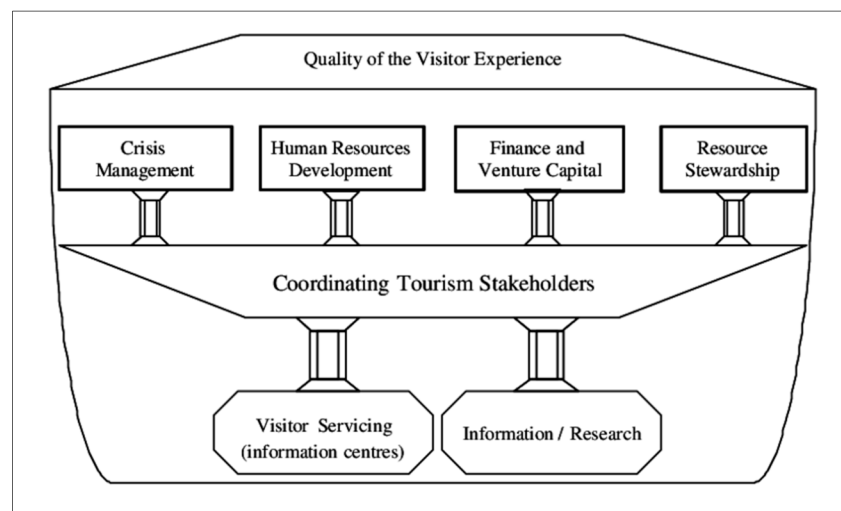 Quality of the Visitor Experience
Crisis
Management
Human Resources
Development
Finance and
Venture Capital
Resource
Stewardship
Coordinating Tourism Stakeholders
Visitor Servicing
(information centres)
Information / Research